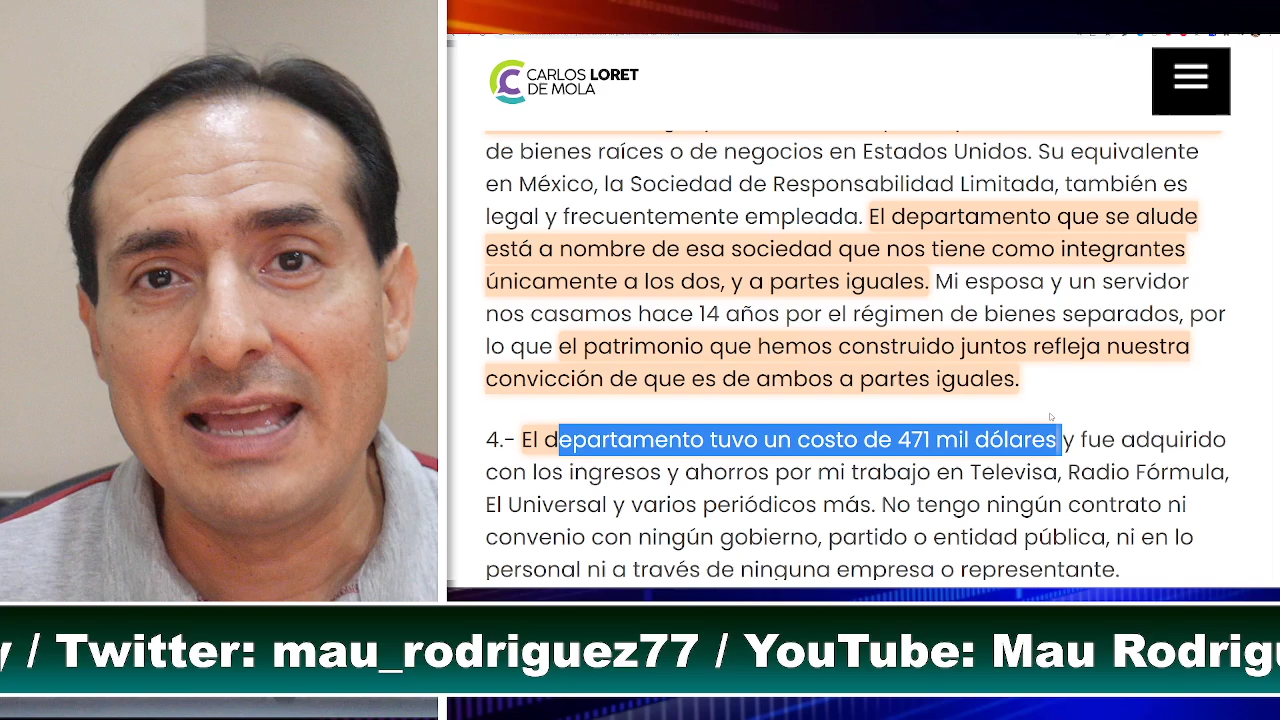 CARLOS LORET
DE MOLA
de bienes raíces o de negocios en Estados Unidos. Su equivalente
en México, la Sociedad de Responsabilidad Limitada, también es
legal y frecuentemente empleada. El departamento que se alude
está a nombre de esa sociedad que nos tiene como integrantes
únicamente a los dos, y a partes iguales. Mi esposa y un servidor
nos casamos hace 14 años por el régimen de bienes separados, por
lo que el patrimonio que hemos construido juntos refleja nuestra
convicción de que es de ambos a partes iguales.
4.- El departamento tuvo un costo de 471 mil dólares y fue adquirido
con los ingresos y ahorros por mi trabajo en Televisa, Radio Fórmula,
El Universal y varios periódicos más. No tengo ningún contrato ni
convenio con ningún gobierno, partido o entidad pública, ni en lo
personal ni a través de ninguna empresa o representante.
y / Twitter: mau_rodriguez77 / YouTube: Mau Rodrigu